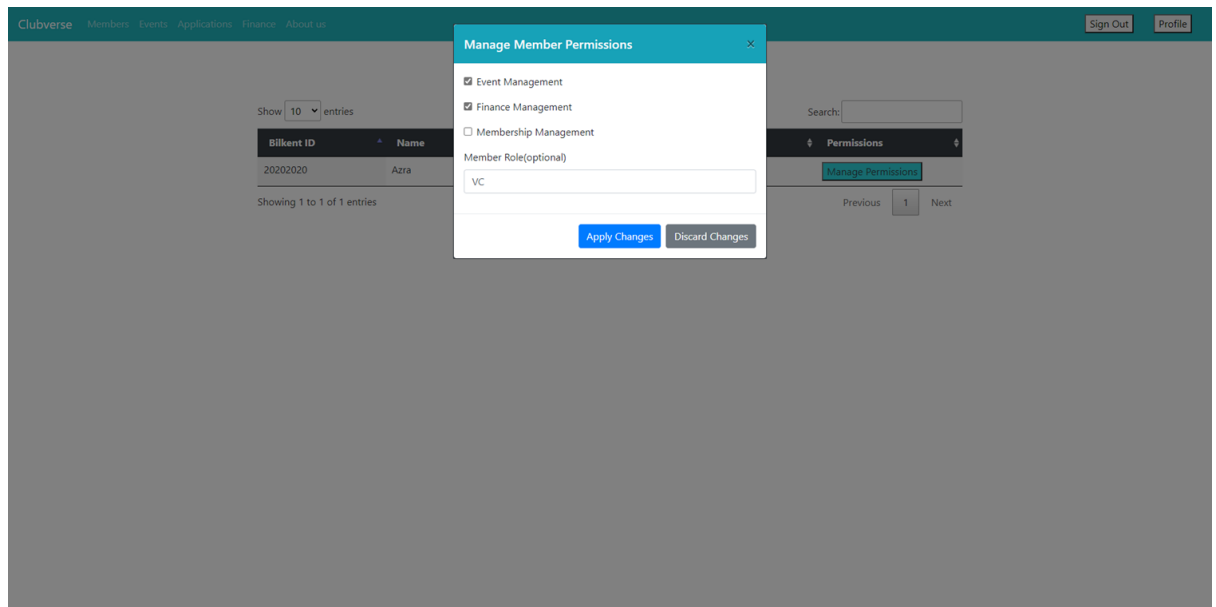 Clubverse Members Events Applications Finance About us Sign Out Profile
Manage Member Permissions ×
Event Management
Finance Management
Membership Management
Member Role(optional)
VC
Apply Changes Discard Changes
Show 10 entries Search:
Bilkent ID Name Permissions
20202020 Azra Manage Permissions
Showing 1 to 1 of 1 entries Previous 1 Next